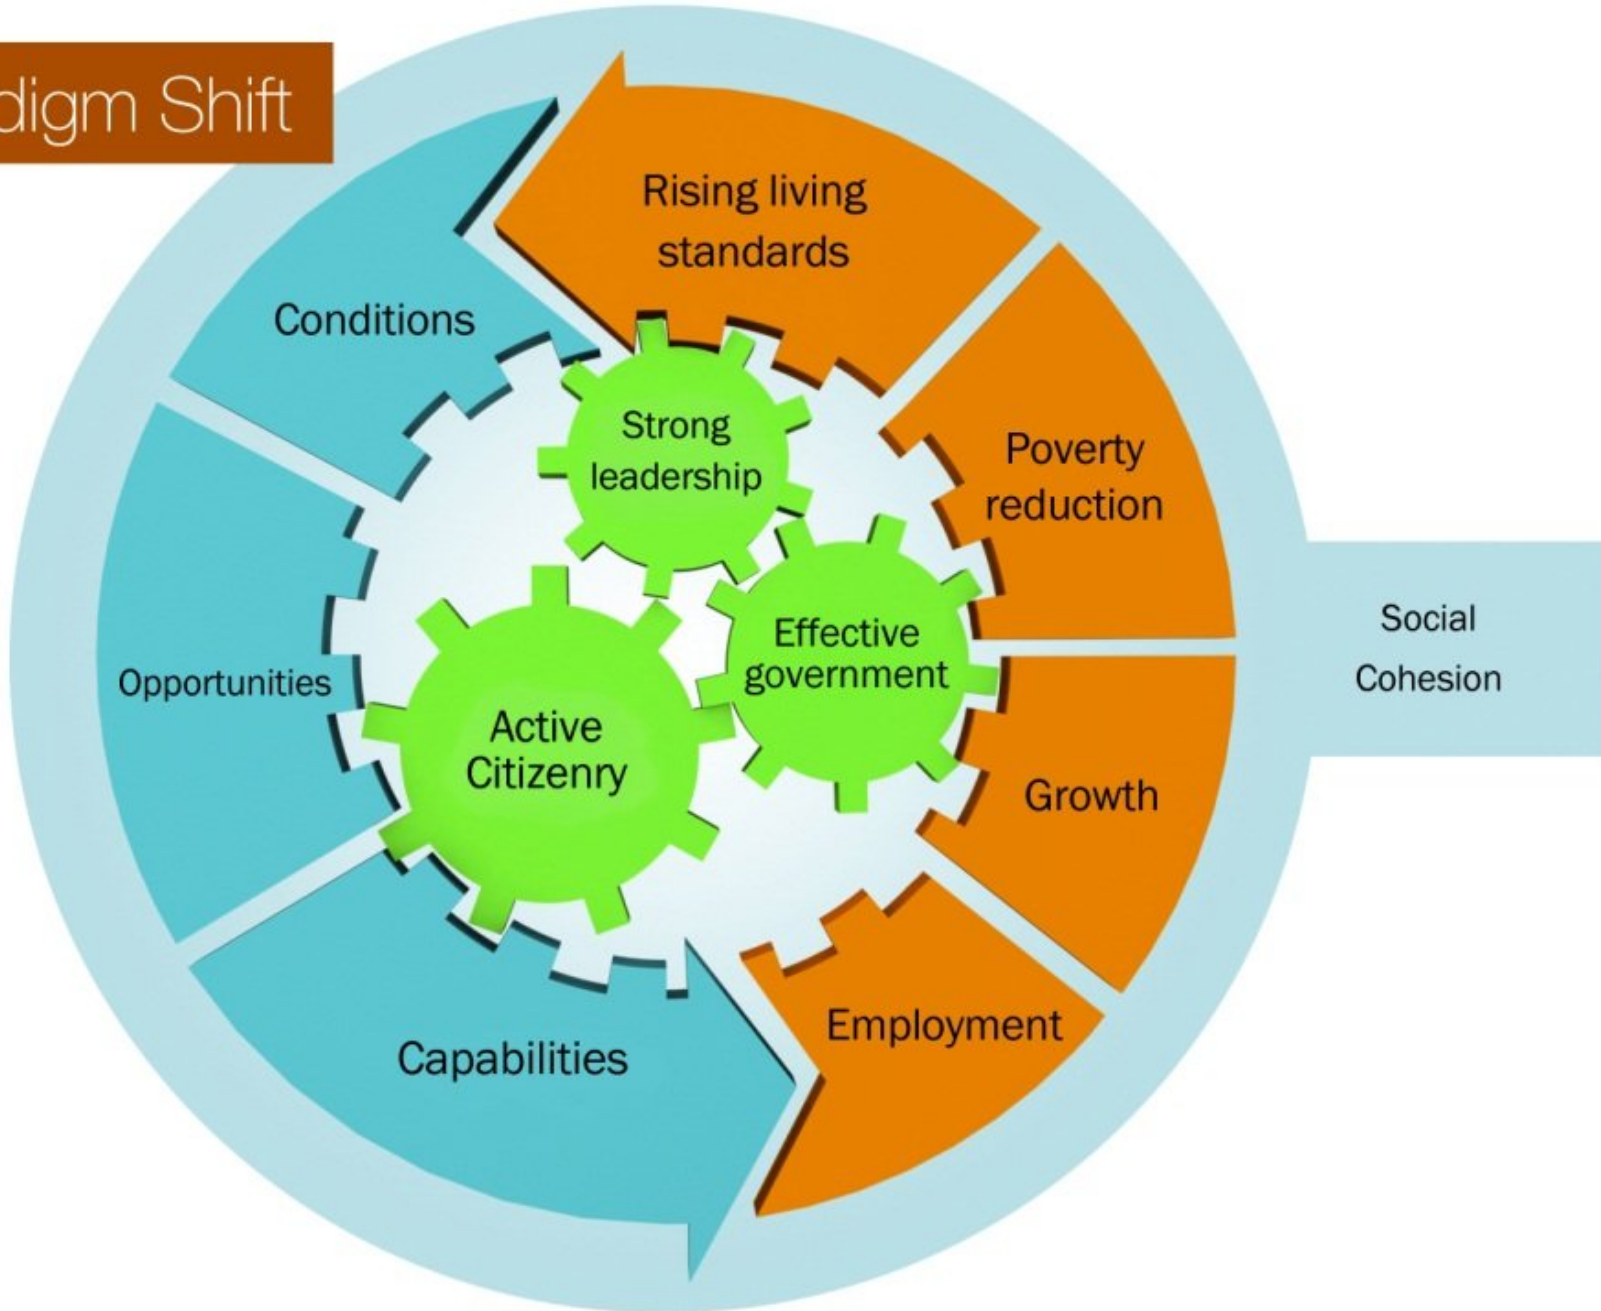 digm Shift
Rising living
standards
Conditions
Strong
leadership
Poverty
reduction
Effective
government
Social
Cohesion
Opportunities
Active
Citizenry
Growth
Employment
Capabilities